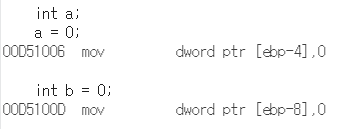 int a;
a = 0;
00D51006 mov dword ptr [ebp-4],0
int b = 0;
00D5100D mov dword ptr [ebp-8],0